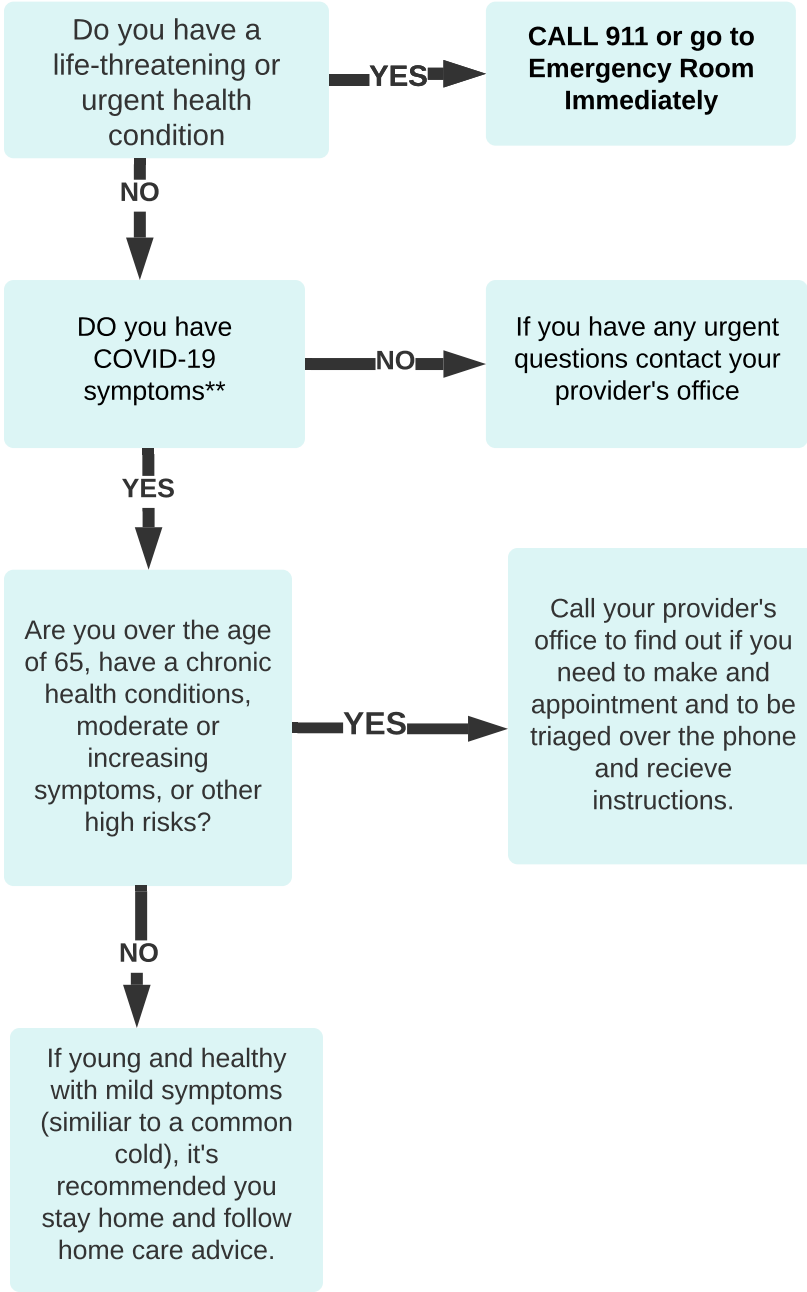 Do you have a
life-threatening or
urgent health
condition
YES
CALL 911 or go to
Emergency Room
Immediately
NO
DO you have
COVID-19
symptoms**
NO
If you have any urgent
questions contact your
provider's office
YES
Are you over the age
of 65, have a chronic
health conditions,
moderate or
increasing
symptoms, or other
high risks?
YES
Call your provider's
office to find out if you
need to make and
appointment and to be
triaged over the phone
and recieve
instructions.
NO
If young and healthy
with mild symptoms
(similiar to a common
cold), it's
recommended you
stay home and follow
home care advice.